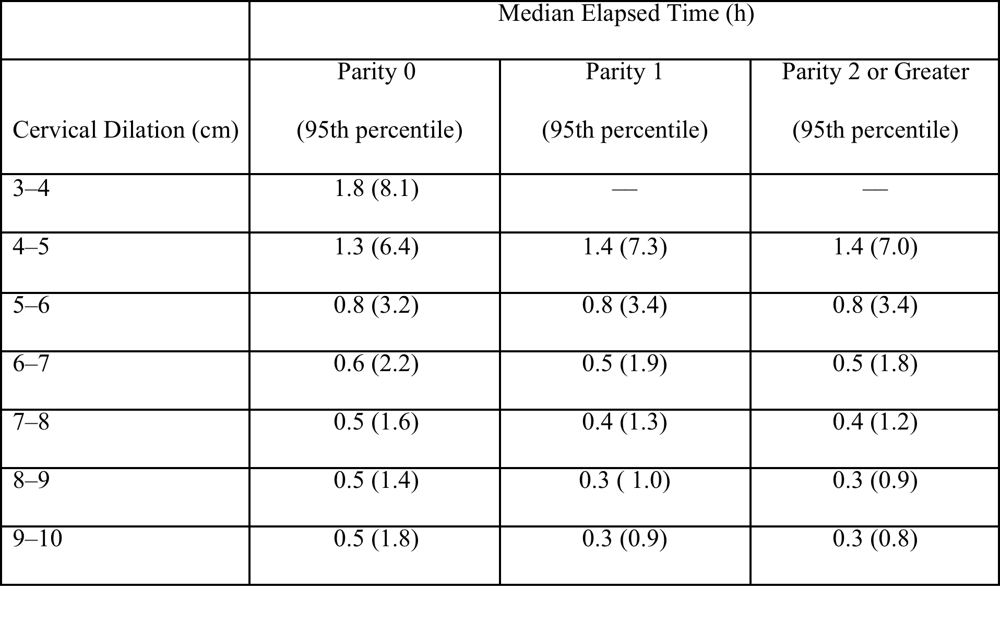 Median Elapsed Time (h)
Cervical Dilation (cm) Parity 0 (95th percentile) Parity 1 (95th percentile) Parity 2 or Greater (95th percentile)
3–4 1.8 (8.1) — —
4–5 1.3 (6.4) 1.4 (7.3) 1.4 (7.0)
5–6 0.8 (3.2) 0.8 (3.4) 0.8 (3.4)
6–7 0.6 (2.2) 0.5 (1.9) 0.5 (1.8)
7–8 0.5 (1.6) 0.4 (1.3) 0.4 (1.2)
8–9 0.5 (1.4) 0.3 ( 1.0) 0.3 (0.9)
9–10 0.5 (1.8) 0.3 (0.9) 0.3 (0.8)